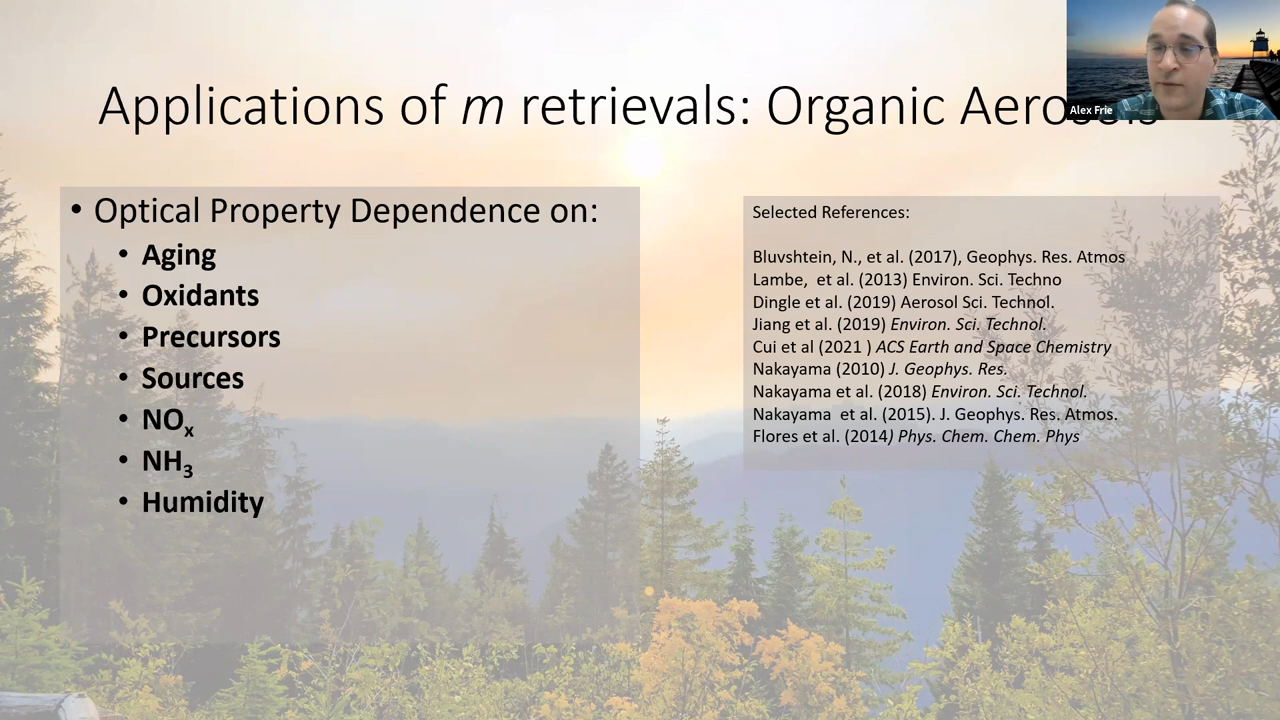 Applications of m retrievals: Organic Aerosols
Alex Frie
• Optical Property Dependence on:
• Aging
• Oxidants
• Precursors
• Sources
• NOx
• NH3
• Humidity
Selected References:
Bluvshtein, N., et al. (2017), Geophys. Res. Atmos
Lambe,  et al. (2013) Environ. Sci. Techno
Dingle et al. (2019) Aerosol Sci. Technol.
Jiang et al. (2019) Environ. Sci. Technol.
Cui et al (2021 ) ACS Earth and Space Chemistry
Nakayama (2010) J. Geophys. Res.
Nakayama et al. (2018) Environ. Sci. Technol.
Nakayama  et al. (2015). J. Geophys. Res. Atmos.
Flores et al. (2014) Phys. Chem. Chem. Phys